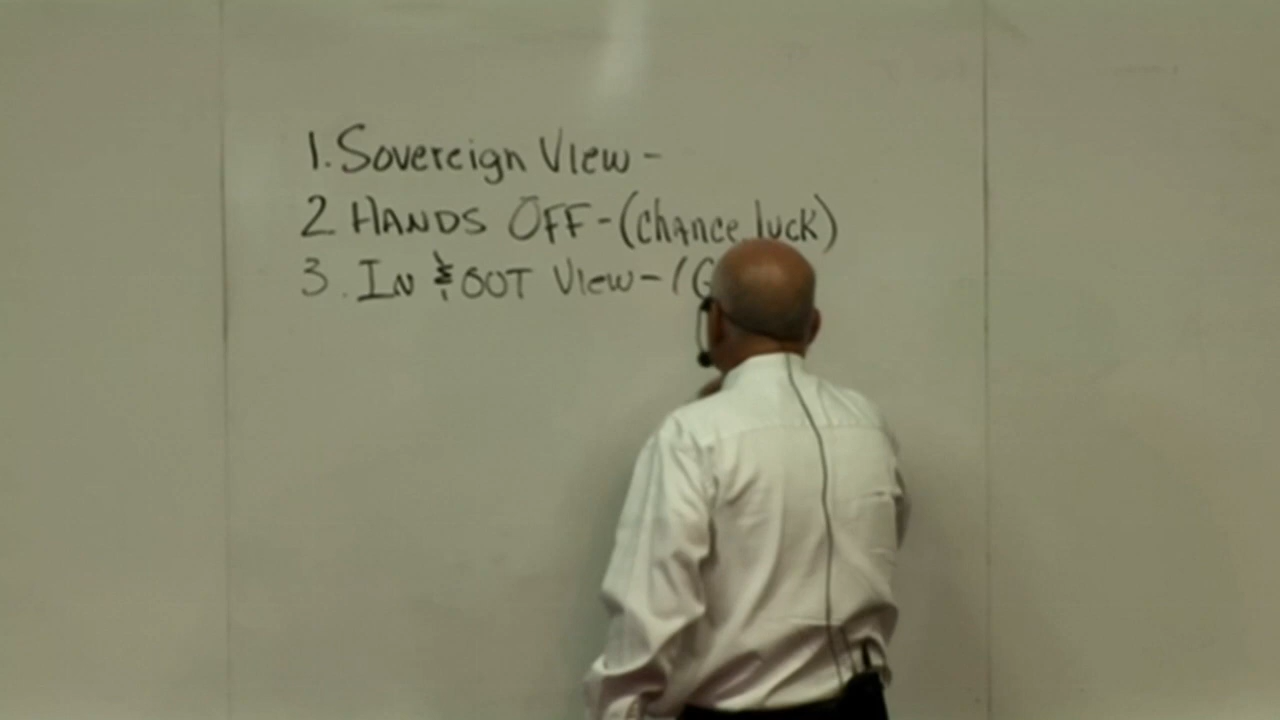 1. Sovereign View -
2 HANDS OFF - (chance luck)
3. IN & OUT View - (G